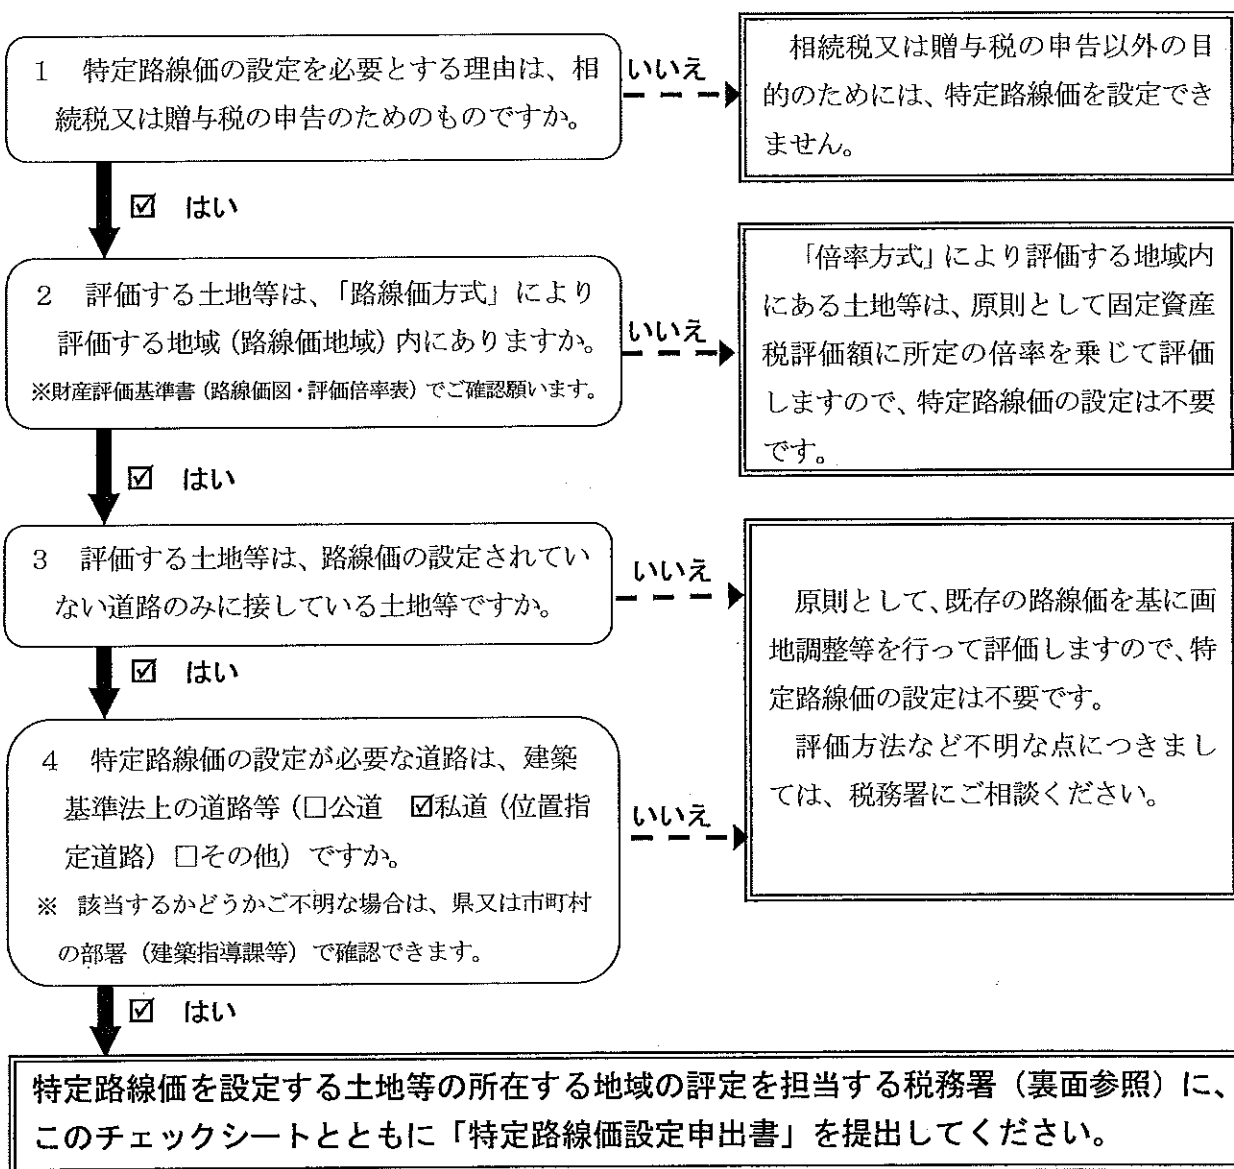 1 特定路線価の設定を必要とする理由は、相
続税又は贈与税の申告のためのものですか。
いいえ
相続税又は贈与税の申告以外の目
的のためには、特定路線価を設定でき
ません。
☑ はい
2 評価する土地等は、「路線価方式」により
評価する地域(路線価地域)内にありますか。
※財産評価基準書(路線価図・評価倍率表)でご確認願います。
いいえ
「倍率方式」により評価する地域内
にある土地等は、原則として固定資産
税評価額に所定の倍率を乗じて評価
しますので、特定路線価の設定は不要
です。
☑ はい
3 評価する土地等は、路線価の設定されてい
ない道路のみに接している土地等ですか。
いいえ
原則として、既存の路線価を基に画
地調整等を行って評価しますので、特
定路線価の設定は不要です。
評価方法など不明な点につきまし
ては、税務署にご相談ください。
☑ はい
4 特定路線価の設定が必要な道路は、建築
基準法上の道路等(□公道 ☑私道(位置指
定道路)□その他)ですか。
※ 該当するかどうかご不明な場合は、県又は市町村
の部署(建築指導課等)で確認できます。
いいえ
☑ はい
特定路線価を設定する土地等の所在する地域の評定を担当する税務署(裏面参照)に、
このチェックシートとともに「特定路線価設定申出書」を提出してください。